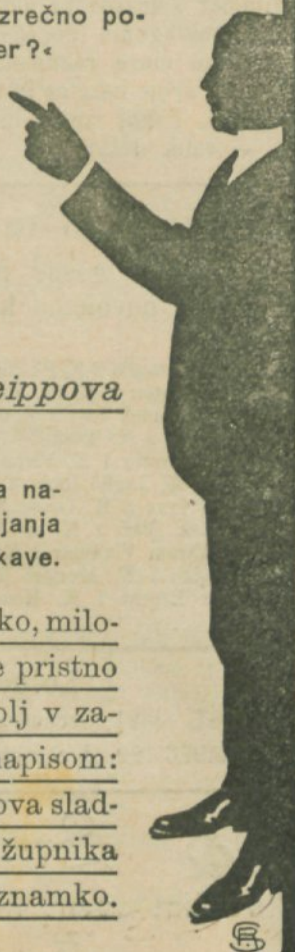 zrečno po-
er?«
eippova
a na-
janja
kave.
ko, milo-
e pristno
olj v za-
napisom:
ova slad-
župnika
znamko.